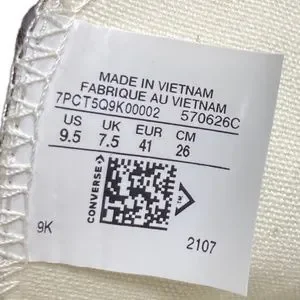 MADE IN VIETNAM
FABRIQUE AU VIETNAM
7PCT5Q9K00002 570626C
US UK EUR CM
9.5 7.5 41 26
CONVERSE
9K 2107